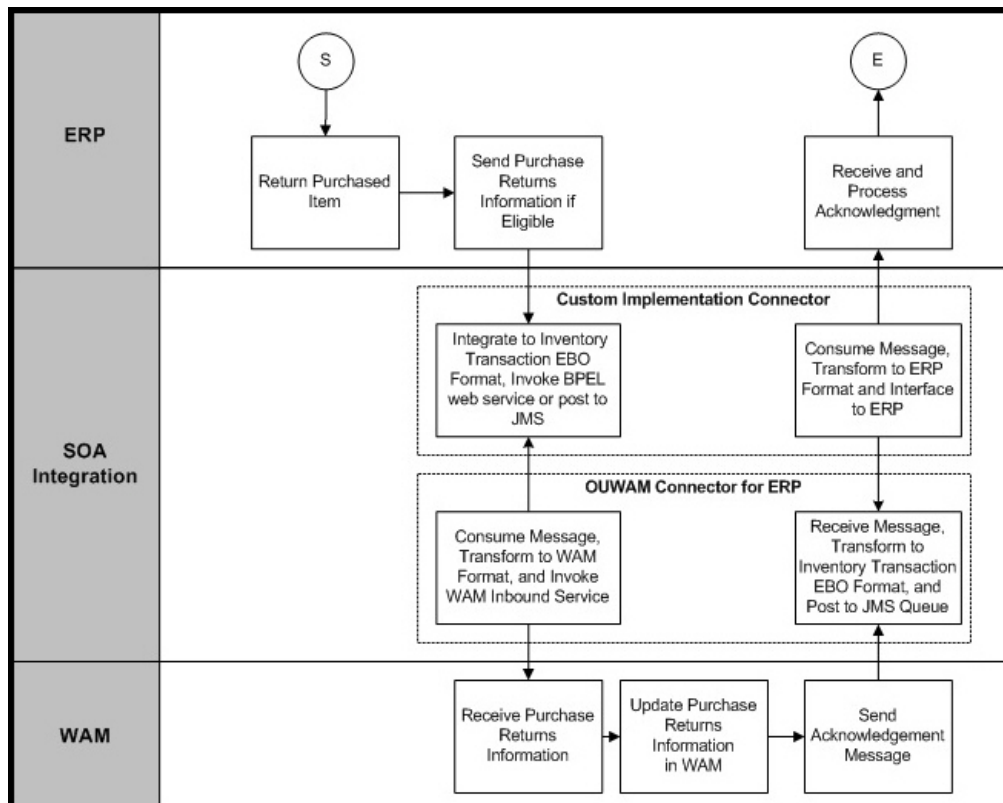 S
E
ERP
Return Purchased
Item
Send Purchase
Returns
Information if
Eligible
Receive and
Process
Acknowledgment
SOA
Integration
Custom Implementation Connector
Integrate to Inventory
Transaction EBO
Format, Invoke BPEL
web service or post to
JMS
Consume Message,
Transform to ERP
Format and Interface
to ERP
OUWAM Connector for ERP
Consume Message,
Transform to WAM
Format, and Invoke
WAM Inbound Service
Receive Message,
Transform to
Inventory Transaction
EBO Format, and
Post to JMS Queue
WAM
Receive Purchase
Returns
Information
Update Purchase
Returns
Information
in WAM
Send
Acknowledgement
Message